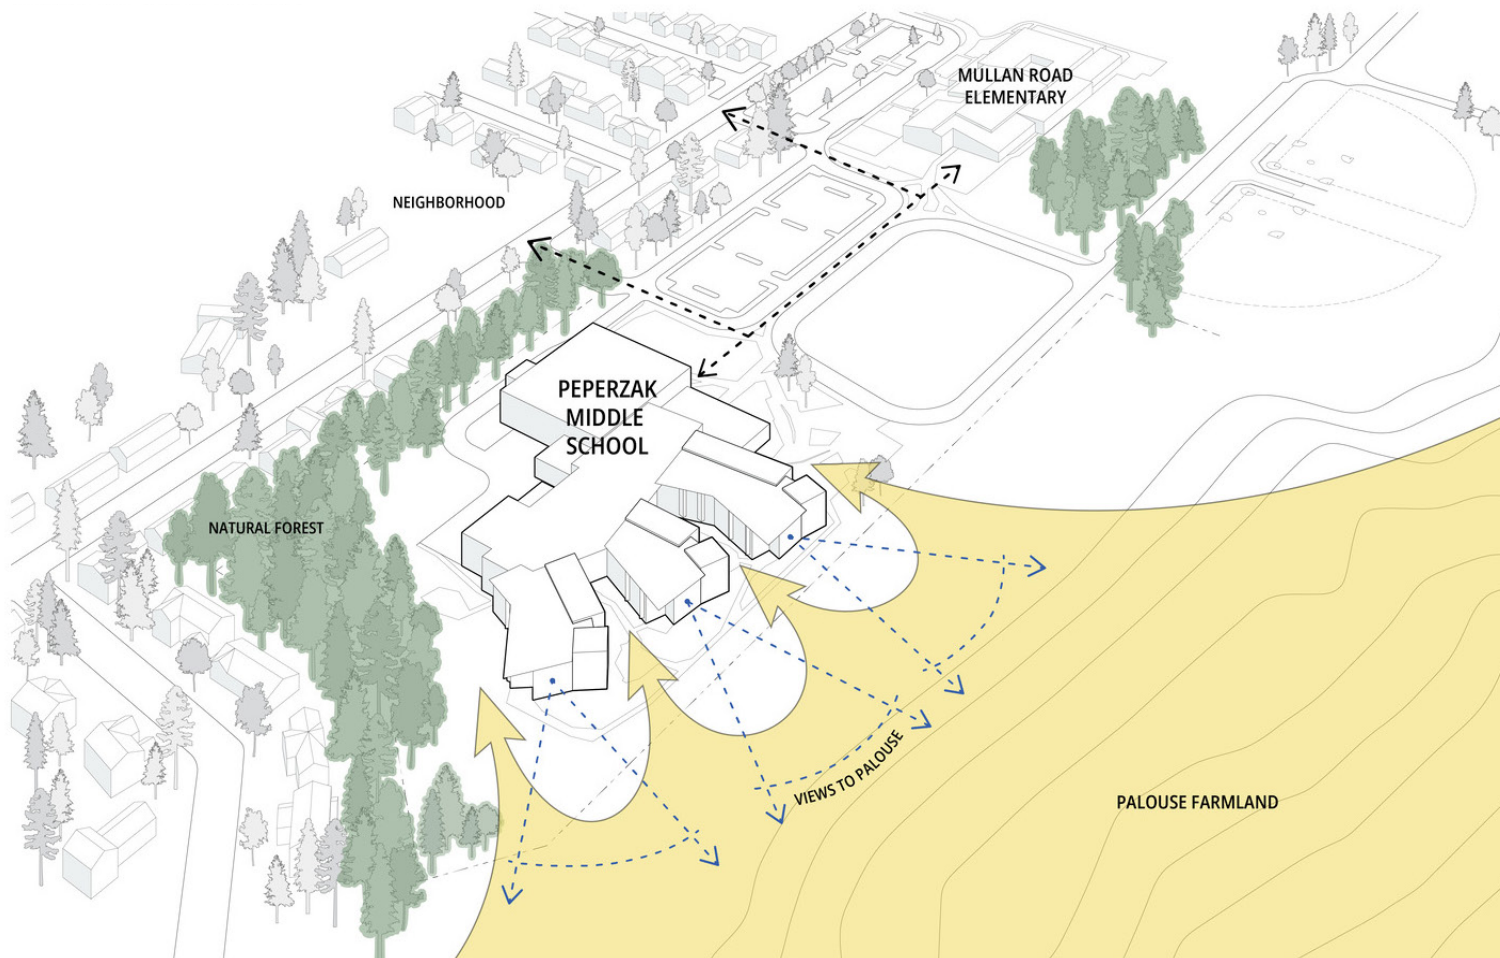 MULLAN ROAD
ELEMENTARY
NEIGHBORHOOD
PEPERZAK
MIDDLE
SCHOOL
NATURAL FOREST
VIEWS TO PALOUSE
PALOUSE FARMLAND